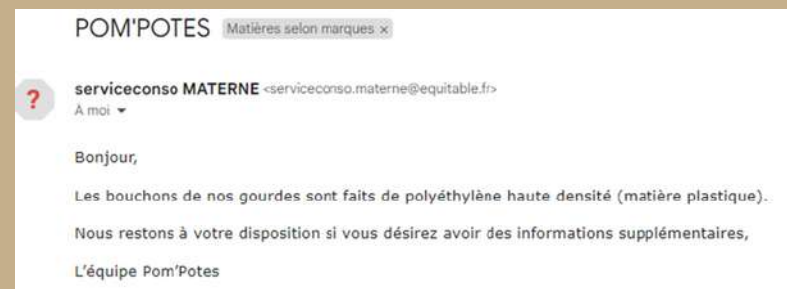 POM'POTES Matières selon marques ×
?
serviceconso MATERNE <serviceconso.materne@equitable.fr>
À moi
Bonjour,
Les bouchons de nos gourdes sont faits de polyéthylène haute densité (matière plastique).
Nous restons à votre disposition si vous désirez avoir des informations supplémentaires,
L'équipe Pom'Potes